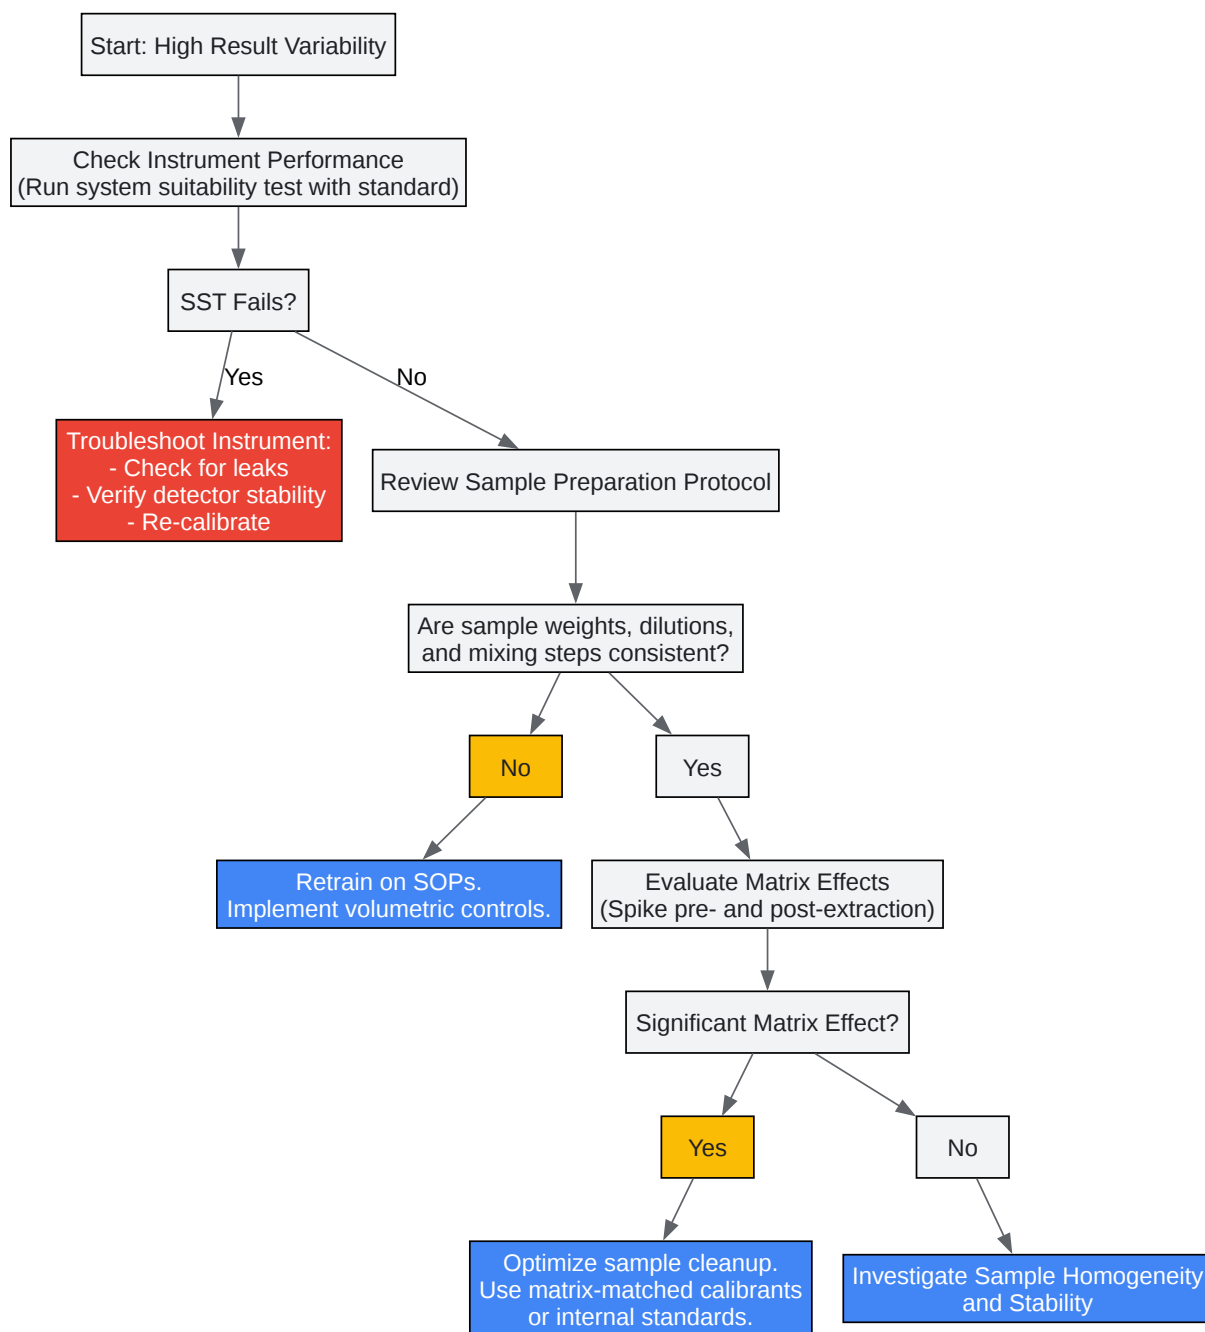 Start: High Result Variability
Check Instrument Performance
(Run system suitability test with standard)
SST Fails?
Yes
No
Troubleshoot Instrument:
- Check for leaks
- Verify detector stability
- Re-calibrate
Review Sample Preparation Protocol
Are sample weights, dilutions,
and mixing steps consistent?
No
Yes
Retrain on SOPs.
Implement volumetric controls.
Evaluate Matrix Effects
(Spike pre- and post-extraction)
Significant Matrix Effect?
Yes
No
Optimize sample cleanup.
Use matrix-matched calibrants
or internal standards.
Investigate Sample Homogeneity
and Stability